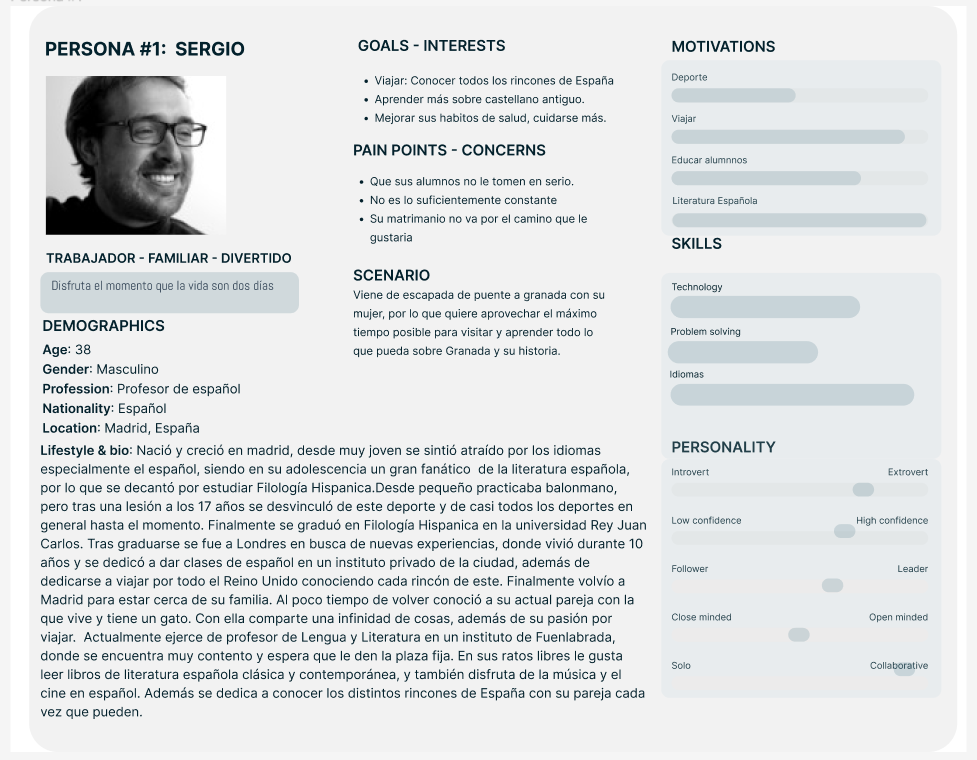 PERSONA #1: SERGIO
TRABAJADOR - FAMILIAR - DIVERTIDO
Disfruta el momento que la vida son dos días
DEMOGRAPHICS
Age: 38
Gender: Masculino
Profession: Profesor de español
Nationality: Español
Location: Madrid, España
GOALS - INTERESTS
• Viajar: Conocer todos los rincones de España
• Aprender más sobre castellano antiguo.
• Mejorar sus habitos de salud, cuidarse más.
PAIN POINTS - CONCERNS
• Que sus alumnos no le tomen en serio.
• No es lo suficientemente constante
• Su matrimanio no va por el camino que le
gustaria
SCENARIO
Viene de escapada de puente a granada con su
mujer, por lo que quiere aprovechar el máximo
tiempo posible para visitar y aprender todo lo
que pueda sobre Granada y su historia.
Lifestyle & bio: Nació y creció en madrid, desde muy joven se sintió atraído por los idiomas
especialmente el español, siendo en su adolescencia un gran fanático de la literatura española,
por lo que se decantó por estudiar Filología Hispanica.Desde pequeño practicaba balonmano,
pero tras una lesión a los 17 años se desvinculó de este deporte y de casi todos los deportes en
general hasta el momento. Finalmente se graduó en Filología Hispanica en la universidad Rey Juan
Carlos. Tras graduarse se fue a Londres en busca de nuevas experiencias, donde vivió durante 10
años y se dedicó a dar clases de español en un instituto privado de la ciudad, además de
dedicarse a viajar por todo el Reino Unido conociendo cada rincón de este. Finalmente volvío a
Madrid para estar cerca de su familia. Al poco tiempo de volver conoció a su actual pareja con la
que vive y tiene un gato. Con ella comparte una infinidad de cosas, además de su pasión por
viajar. Actualmente ejerce de profesor de Lengua y Literatura en un instituto de Fuenlabrada,
donde se encuentra muy contento y espera que le den la plaza fija. En sus ratos libres le gusta
leer libros de literatura española clásica y contemporánea, y también disfruta de la música y el
cine en español. Además se dedica a conocer los distintos rincones de España con su pareja cada
vez que pueden.
MOTIVATIONS
Deporte
Viajar
Educar alumnnos
Literatura Española
SKILLS
Technology
Problem solving
Idiomas
PERSONALITY
Introvert Extrovert
Low confidence High confidence
Follower Leader
Close minded Open minded
Solo Collaborative